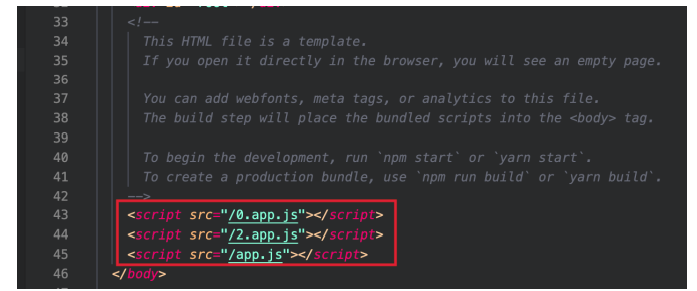 33 <!--
34 This HTML file is a template.
35 If you open it directly in the browser, you will see an empty page.
36
37 You can add webfonts, meta tags, or analytics to this file.
38 The build step will place the bundled scripts into the <body> tag.
39
40 To begin the development, run `npm start` or `yarn start`.
41 To create a production bundle, use `npm run build` or `yarn build`.
42 -->
43 <script src="/0.app.js"></script>
44 <script src="/2.app.js"></script>
45 <script src="/app.js"></script>
46 </body>